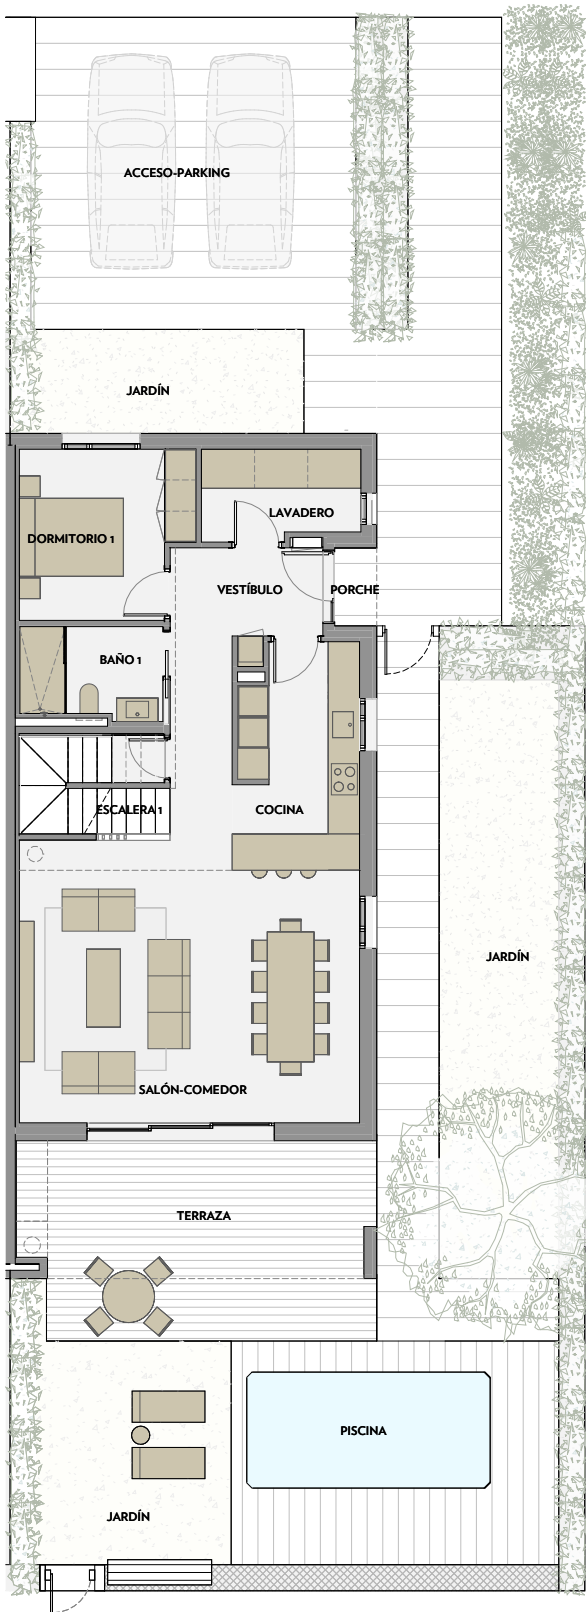 ACCESO-PARKING
JARDÍN
LAVADERO
DORMITORIO 1
VESTÍBULO
PORCHE
BAÑO 1
ESCALERA 1
COCINA
JARDÍN
SALÓN-COMEDOR
TERRAZA
PISCINA
JARDÍN